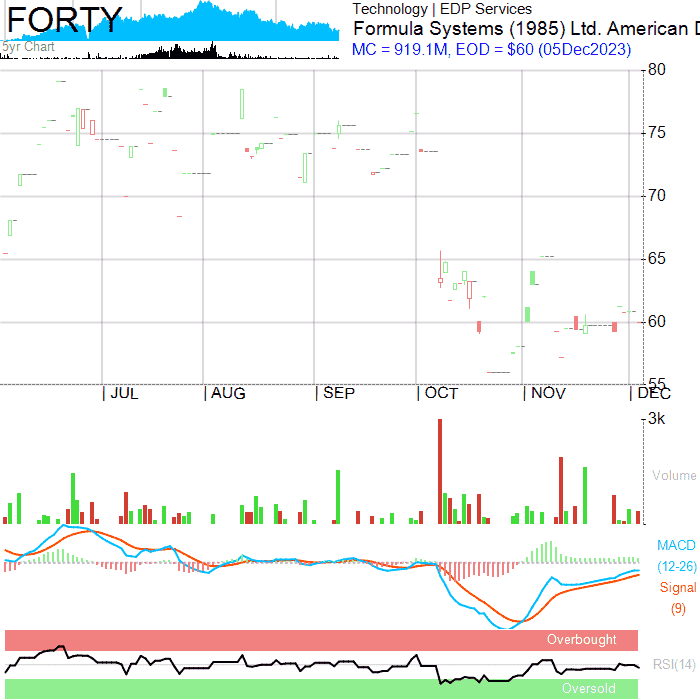 FORTY
5yr Chart
Technology | EDP Services
Formula Systems (1985) Ltd. American
MC = 919.1M, EOD = $60 (05Dec2023)
80
75
70
65
60
55
| JUL | AUG | SEP | OCT | NOV | DEC
3k
Volume
MACD
(12-26)
Signal
(9)
Overbought
RSI(14)
Oversold